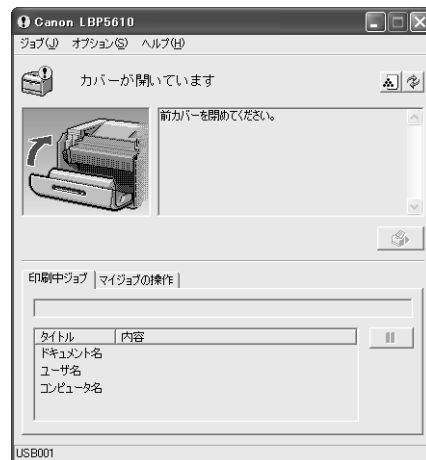 Canon LBP5610
ジョブ(J) オプション(S) ヘルプ(H)
カバーが開いています
前カバーを閉めてください。
印刷中ジョブ マイジョブの操作
タイトル 内容
ドキュメント名
ユーザ名
コンピュータ名
USB001